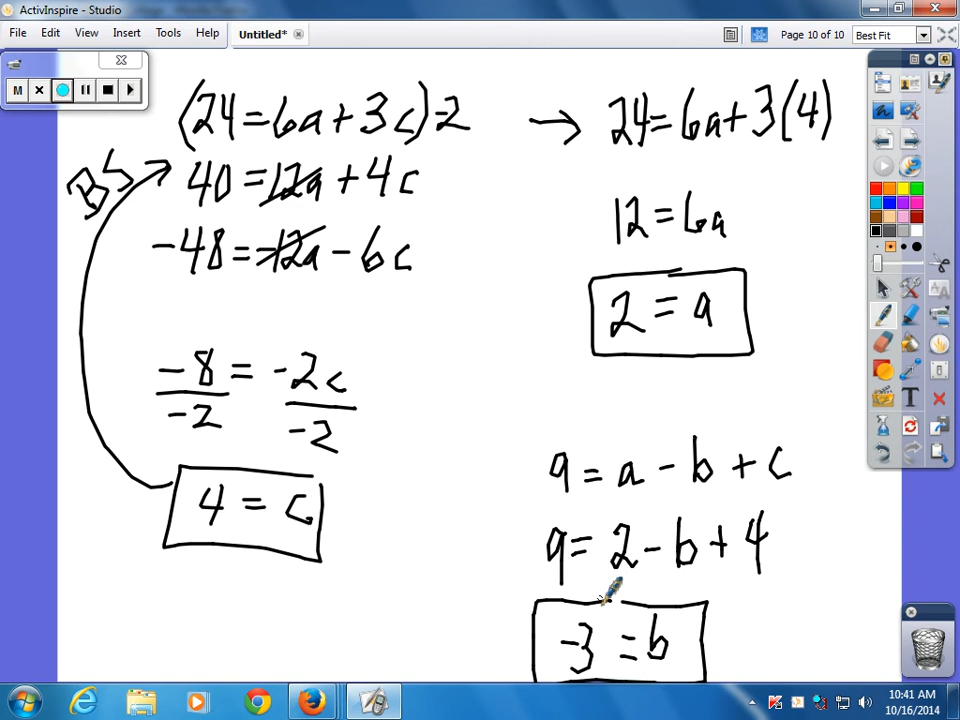 ActivInspire - Studio
File Edit View Insert Tools Help Untitled* Page 10 of 10 Best Fit
M
(24=6a+3c)-2
40=12a+4c
-48=-12a-6c
-8 = -2c
-2 -2
4 = c
→ 24=6a+3(4)
12=6a
2 = a
9 = a - b + c
9 = 2 - b + 4
-3 = b
10:41 AM
10/16/2014